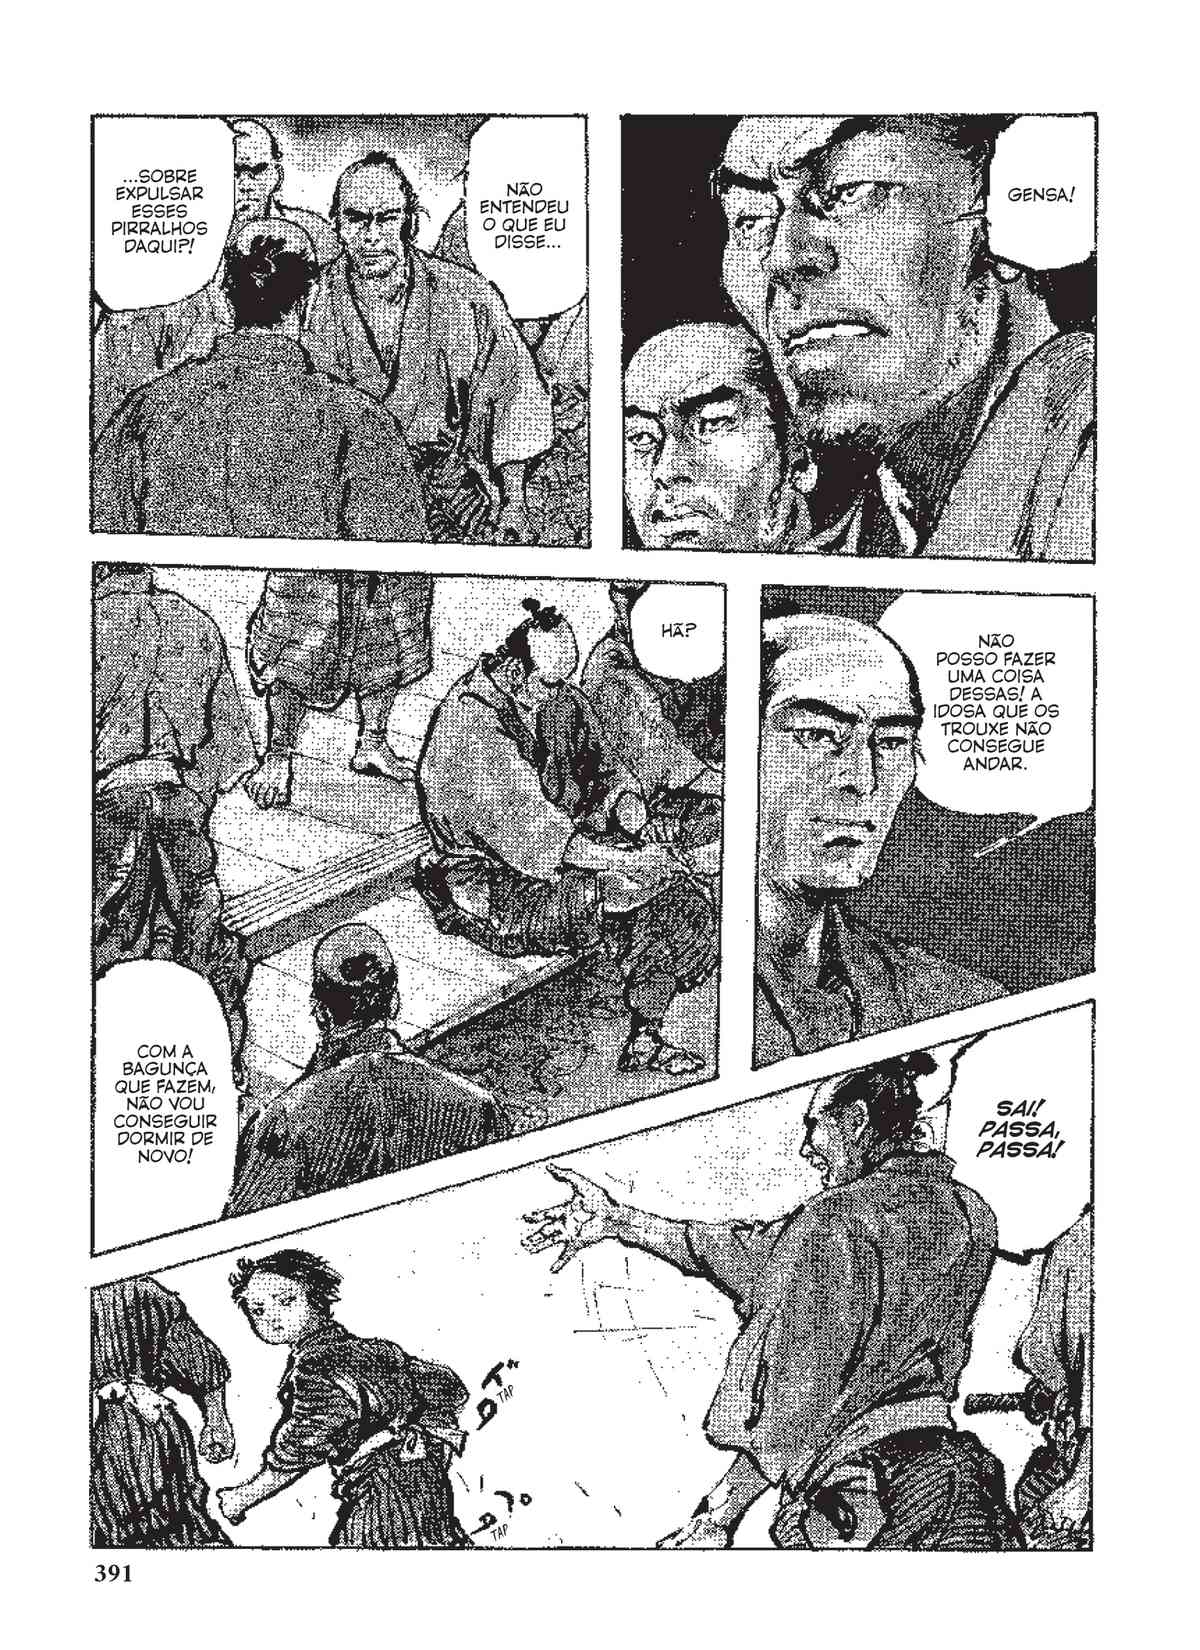 GENSA!
NÃO
ENTENDEU
O QUE EU
DISSE...
...SOBRE
EXPULSAR
ESSES
PIRRALHOS
DAQUI?!
NÃO
POSSO FAZER
UMA COISA
DESSAS! A
IDOSA QUE OS
TROUXE NÃO
CONSEGUE
ANDAR.
HÃ?
COM A
BAGUNÇA
QUE FAZEM,
NÃO VOU
CONSEGUIR
DORMIR DE
NOVO!
SAI!
PASSA,
PASSA!
TAP
TAP
391